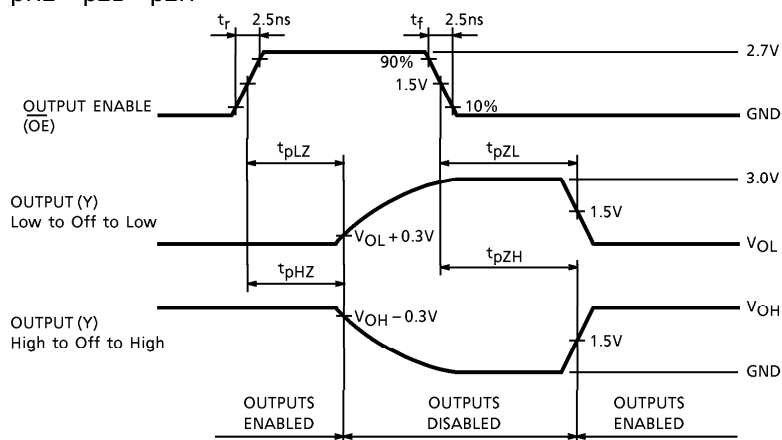 tr 2.5ns
tf 2.5ns
2.7V
90%
1.5V
10%
OUTPUT ENABLE
(OE)
GND
tpLZ
tpZL
3.0V
OUTPUT (Y)
Low to Off to Low
1.5V
VOL + 0.3V
VOL
tpHZ
tpZH
VOH − 0.3V
VOH
OUTPUT (Y)
High to Off to High
1.5V
GND
OUTPUTS
ENABLED
OUTPUTS
DISABLED
OUTPUTS
ENABLED